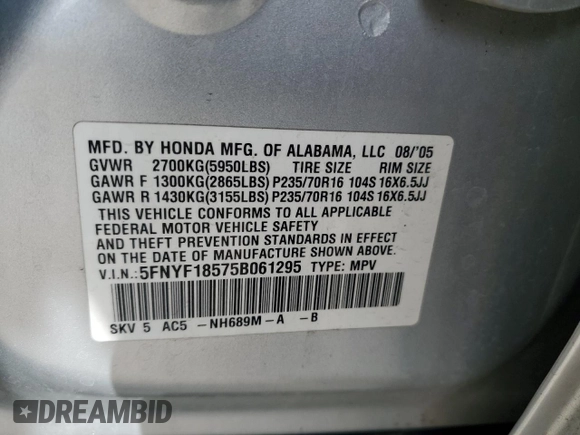 MFD. BY HONDA MFG. OF ALABAMA, LLC 08/'05
GVWR 2700KG(5950LBS) TIRE SIZE RIM SIZE
GAWR F 1300KG(2865LBS) P235/70R16 104S 16X6.5JJ
GAWR R 1430KG(3155LBS) P235/70R16 104S 16X6.5JJ
THIS VEHICLE CONFORMS TO ALL APPLICABLE
FEDERAL MOTOR VEHICLE SAFETY
AND THEFT PREVENTION STANDARDS IN EFFECT
ON THE DATE OF MANUFACTURE SHOWN ABOVE.
V.I.N.: 5FNYF18575B061295 TYPE: MPV
SKV 5 AC5 -NH689M-A -B
DREAMBID